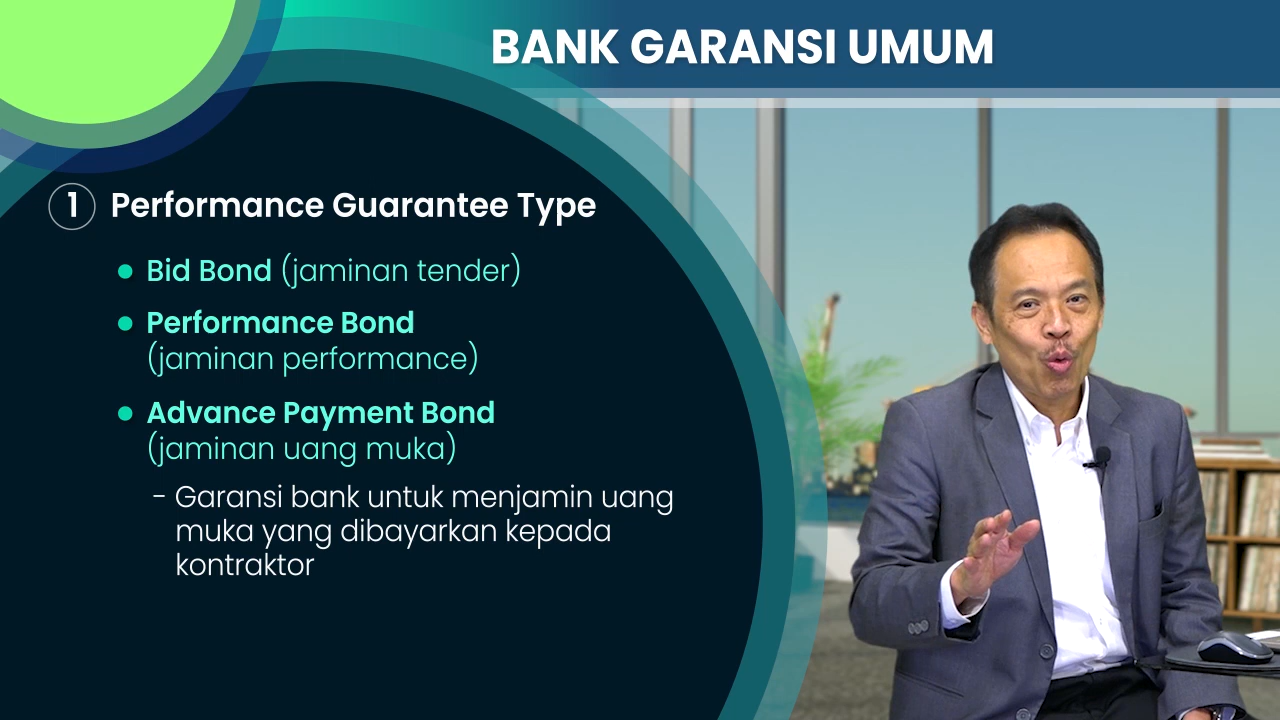 BANK GARANSI UMUM
1 Performance Guarantee Type
Bid Bond (jaminan tender)
Performance Bond
(jaminan performance)
Advance Payment Bond
(jaminan uang muka)
- Garansi bank untuk menjamin uang
muka yang dibayarkan kepada
kontraktor